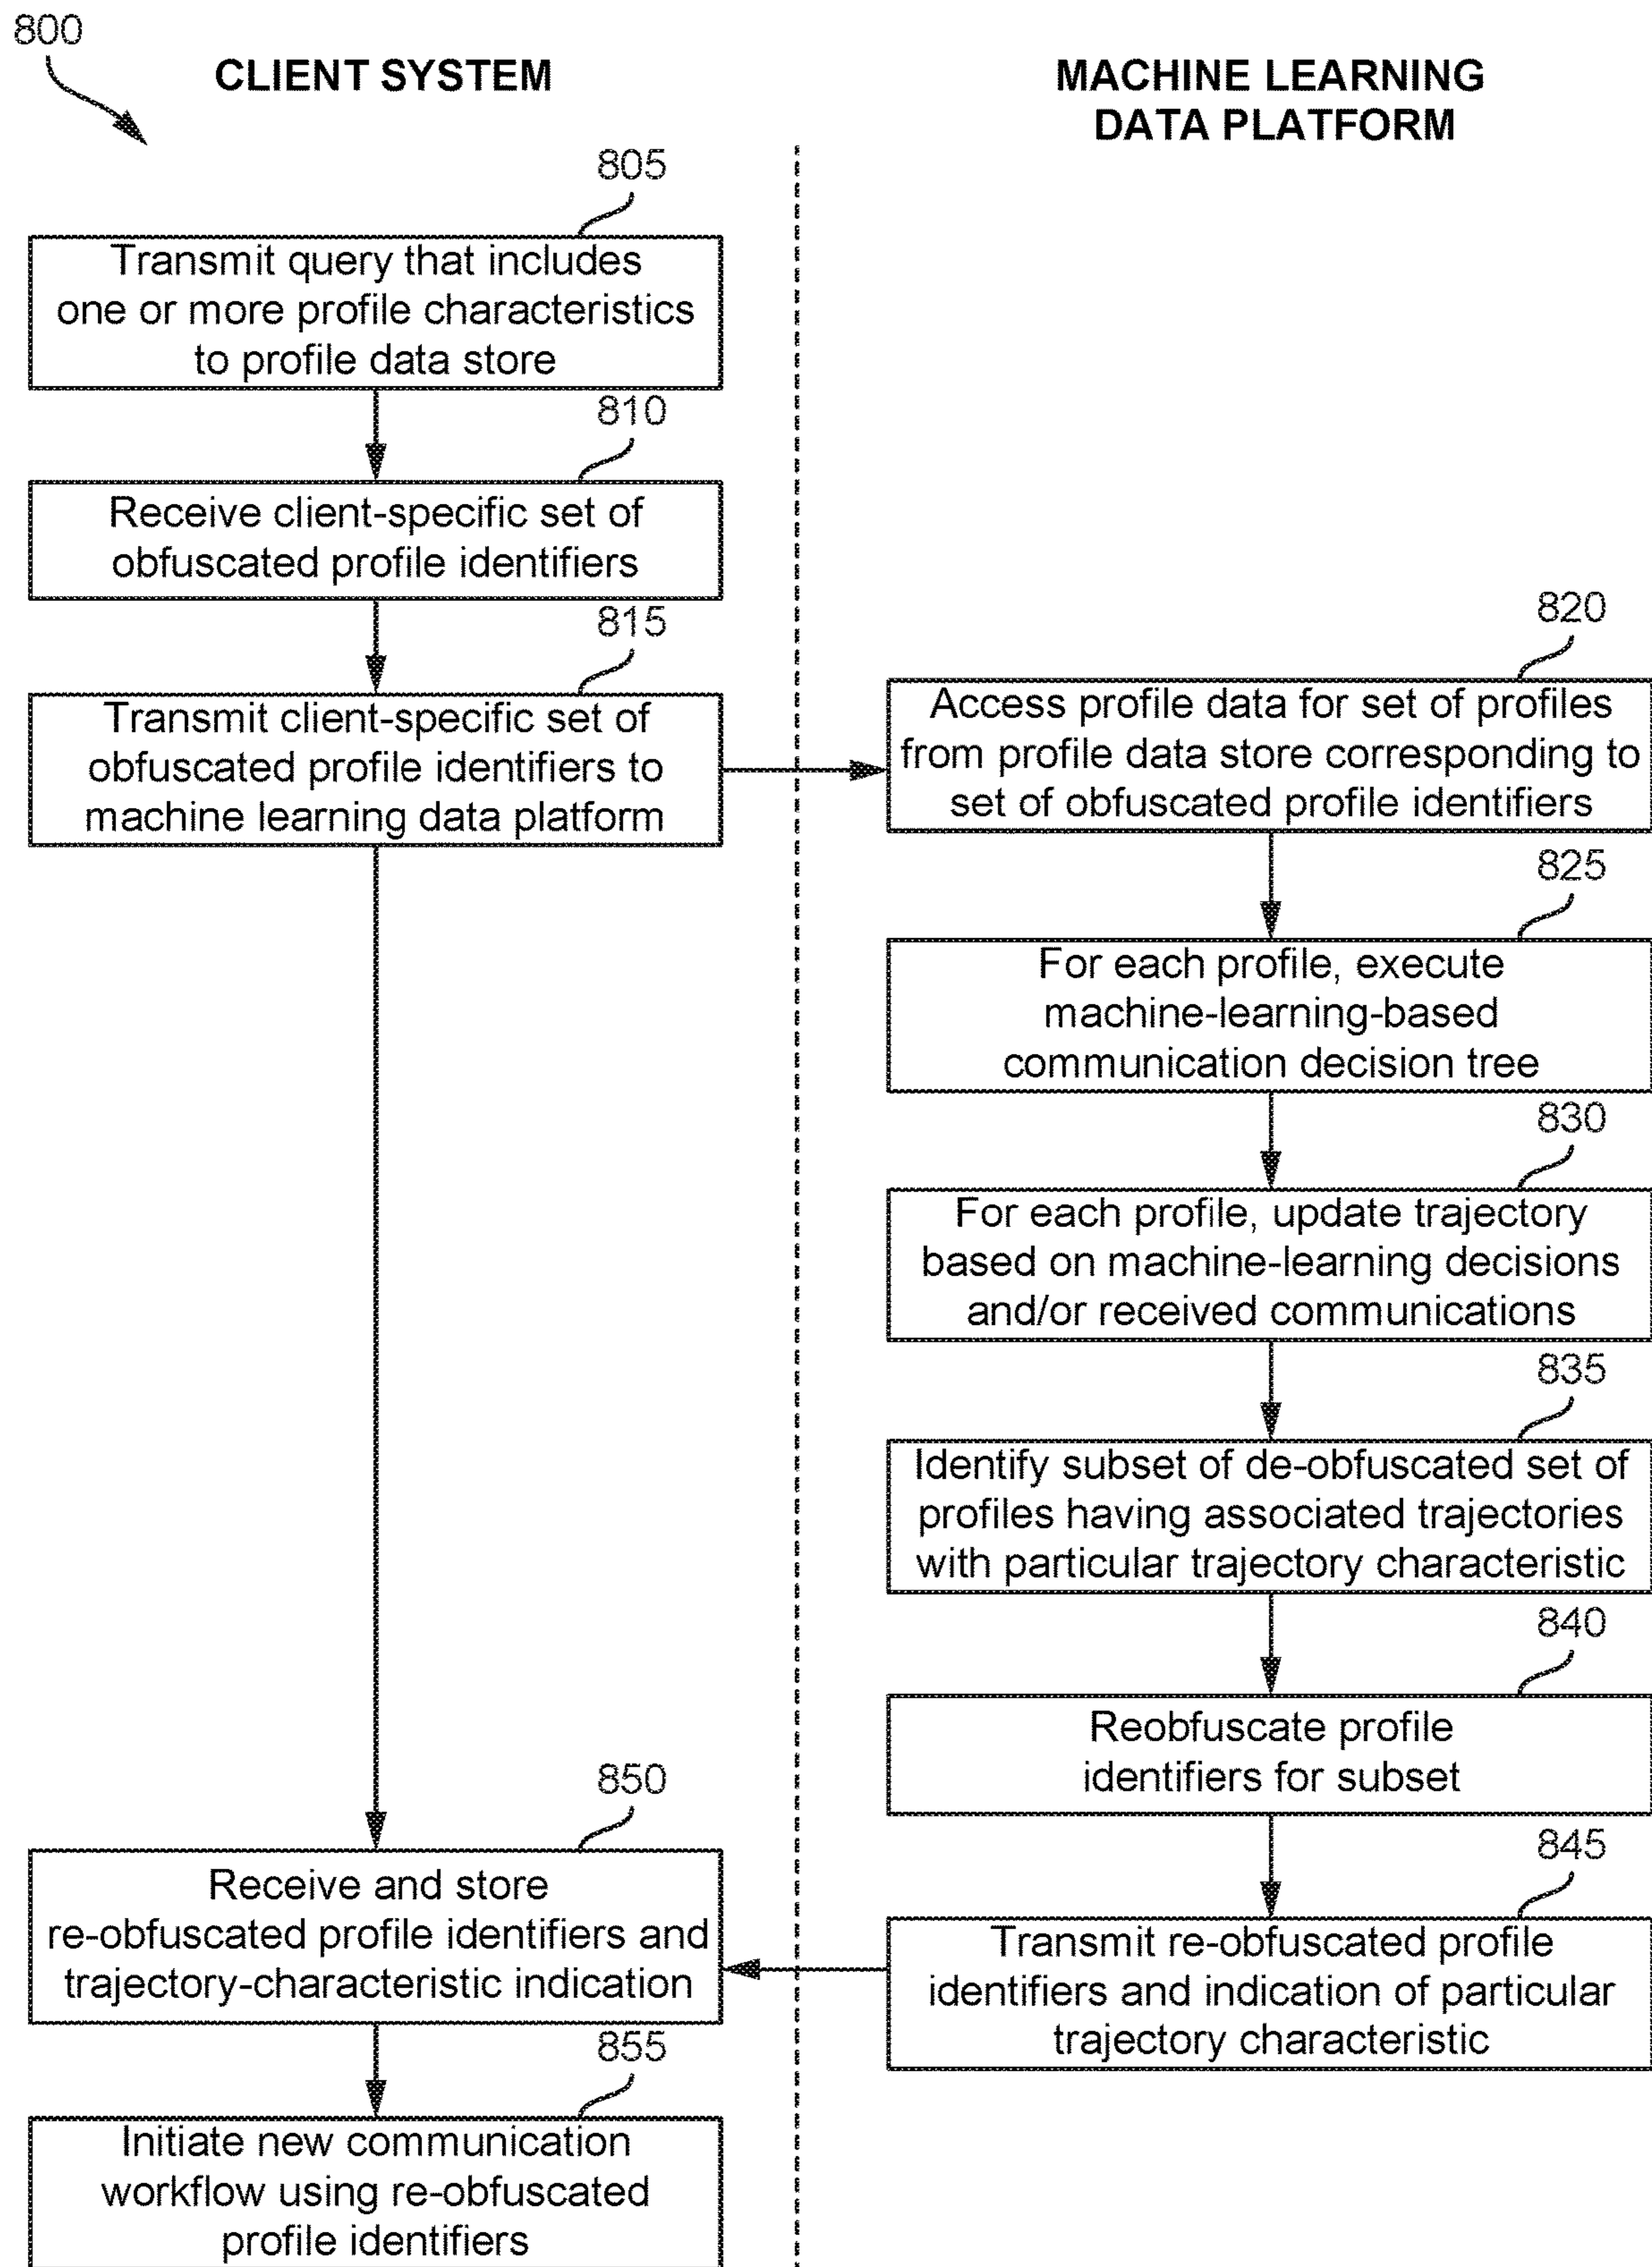 800
CLIENT SYSTEM
MACHINE LEARNING
DATA PLATFORM
805
Transmit query that includes
one or more profile characteristics
to profile data store
810
Receive client-specific set of
obfuscated profile identifiers
815
Transmit client-specific set of
obfuscated profile identifiers to
machine learning data platform
820
Access profile data for set of profiles
from profile data store corresponding to
set of obfuscated profile identifiers
825
For each profile, execute
machine-learning-based
communication decision tree
830
For each profile, update trajectory
based on machine-learning decisions
and/or received communications
835
Identify subset of de-obfuscated set of
profiles having associated trajectories
with particular trajectory characteristic
840
Reobfuscate profile
identifiers for subset
845
Transmit re-obfuscated profile
identifiers and indication of particular
trajectory characteristic
850
Receive and store
re-obfuscated profile identifiers and
trajectory-characteristic indication
855
Initiate new communication
workflow using re-obfuscated
profile identifiers